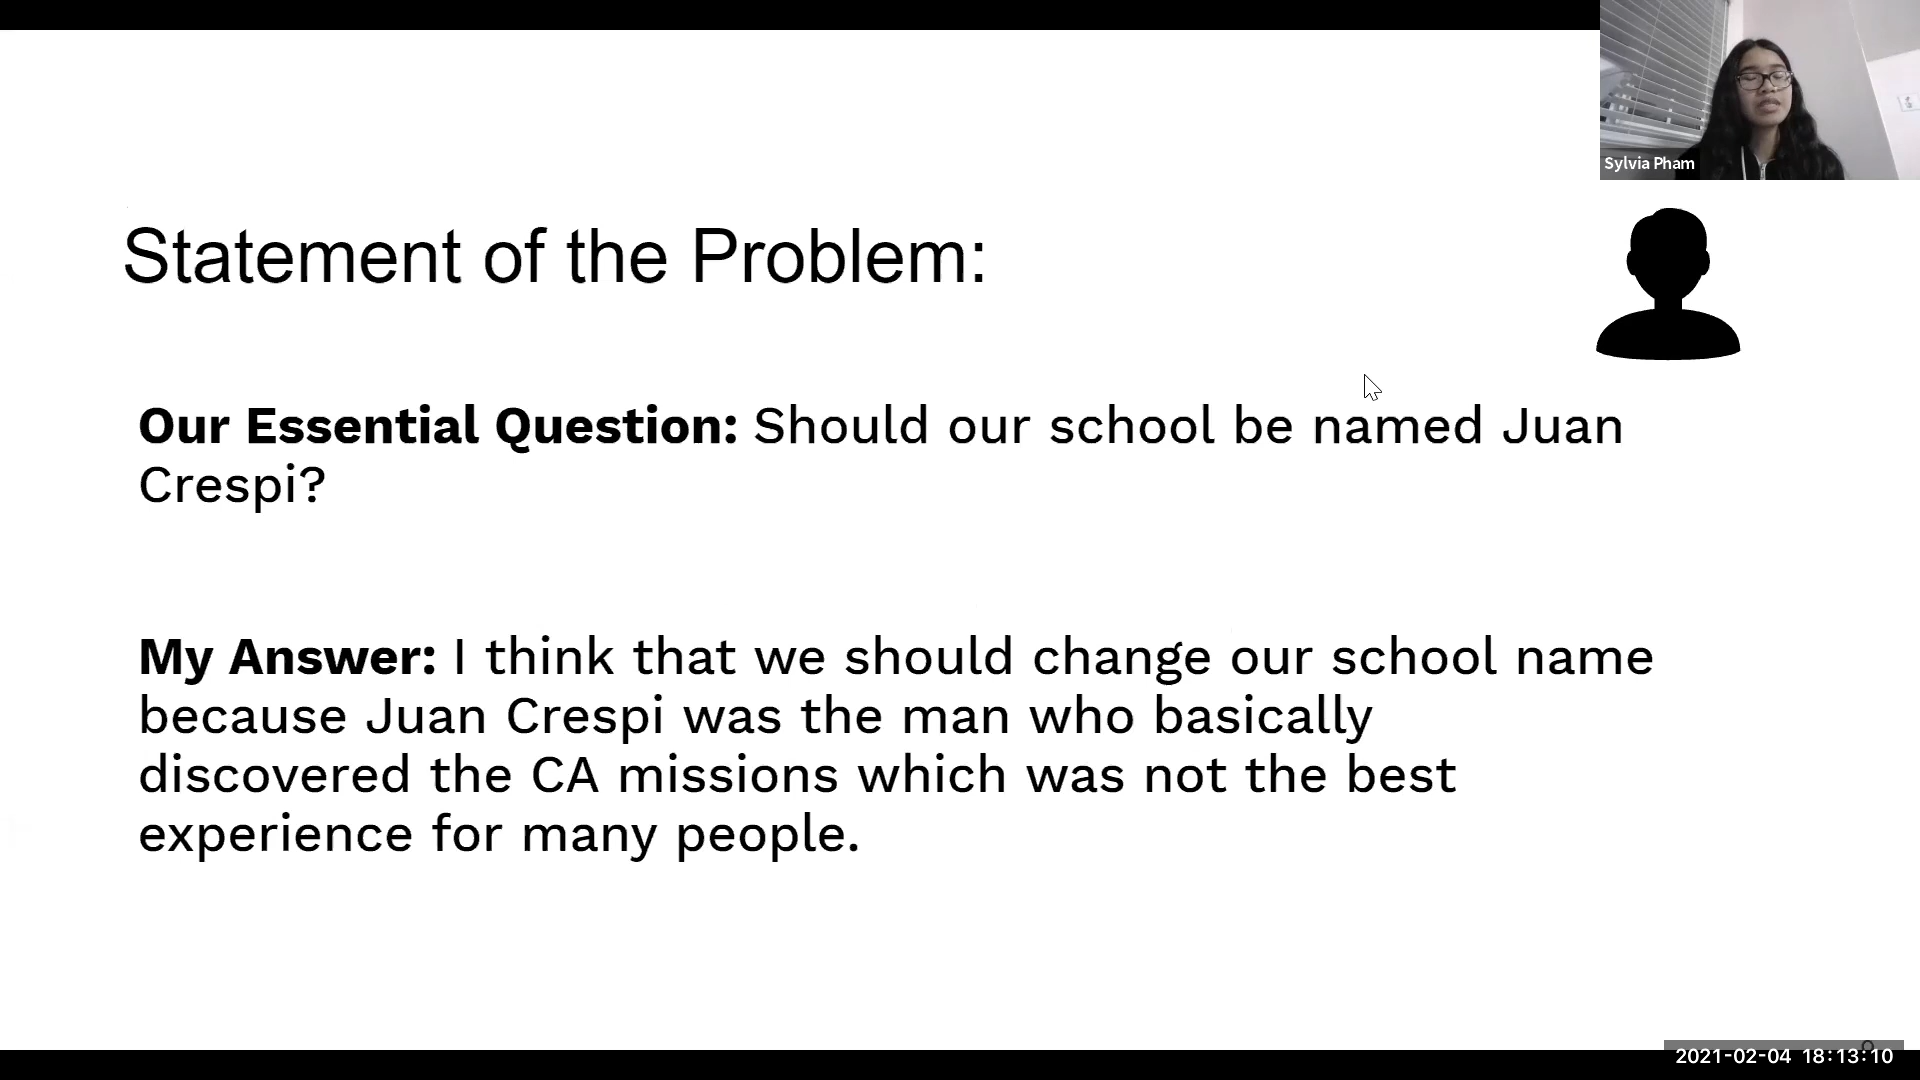 Sylvia Pham
Statement of the Problem:
Our Essential Question: Should our school be named Juan
Crespi?
My Answer: I think that we should change our school name
because Juan Crespi was the man who basically
discovered the CA missions which was not the best
experience for many people.
2021-02-04 18:13:10